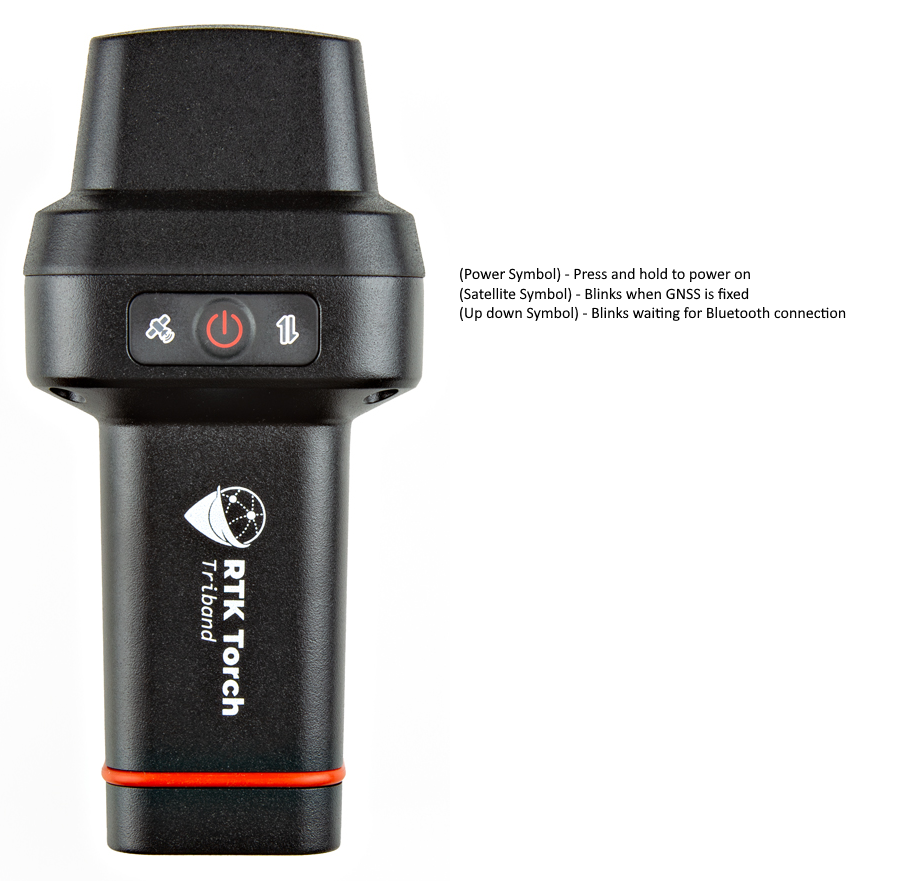 (Power Symbol) - Press and hold to power on
(Satellite Symbol) - Blinks when GNSS is fixed
(Up down Symbol) - Blinks waiting for Bluetooth connection
RTK Torch
Triband